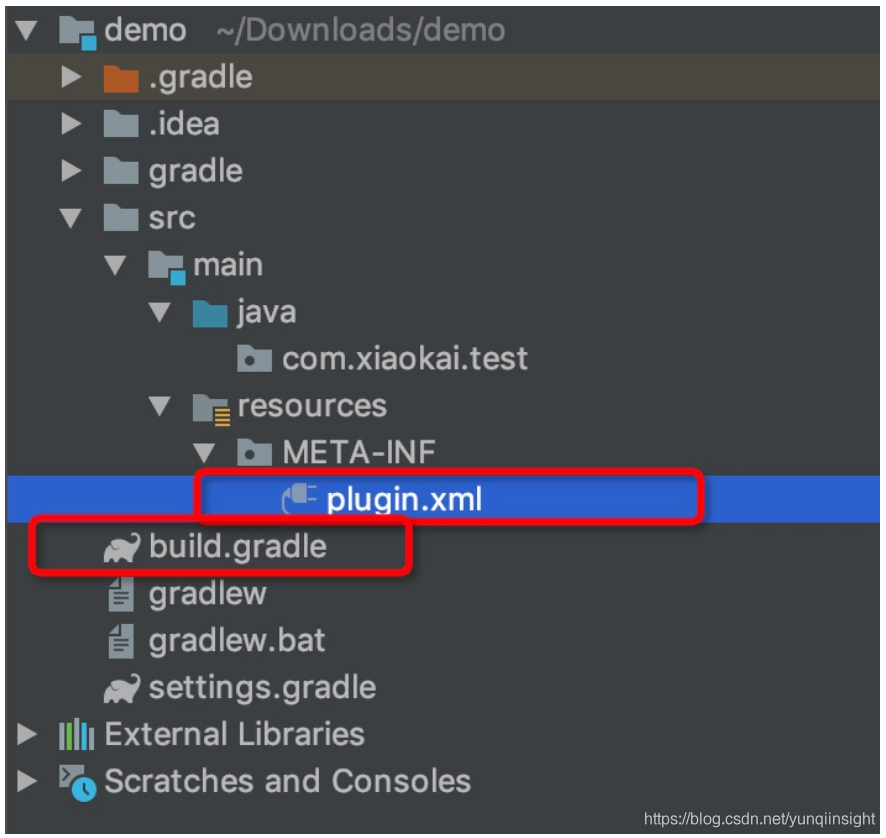 demo ~/Downloads/demo
.gradle
.idea
gradle
src
main
java
com.xiaokai.test
resources
META-INF
plugin.xml
build.gradle
gradlew
gradlew.bat
settings.gradle
External Libraries
Scratches and Consoles
https://blog.csdn.net/yunqiinsight